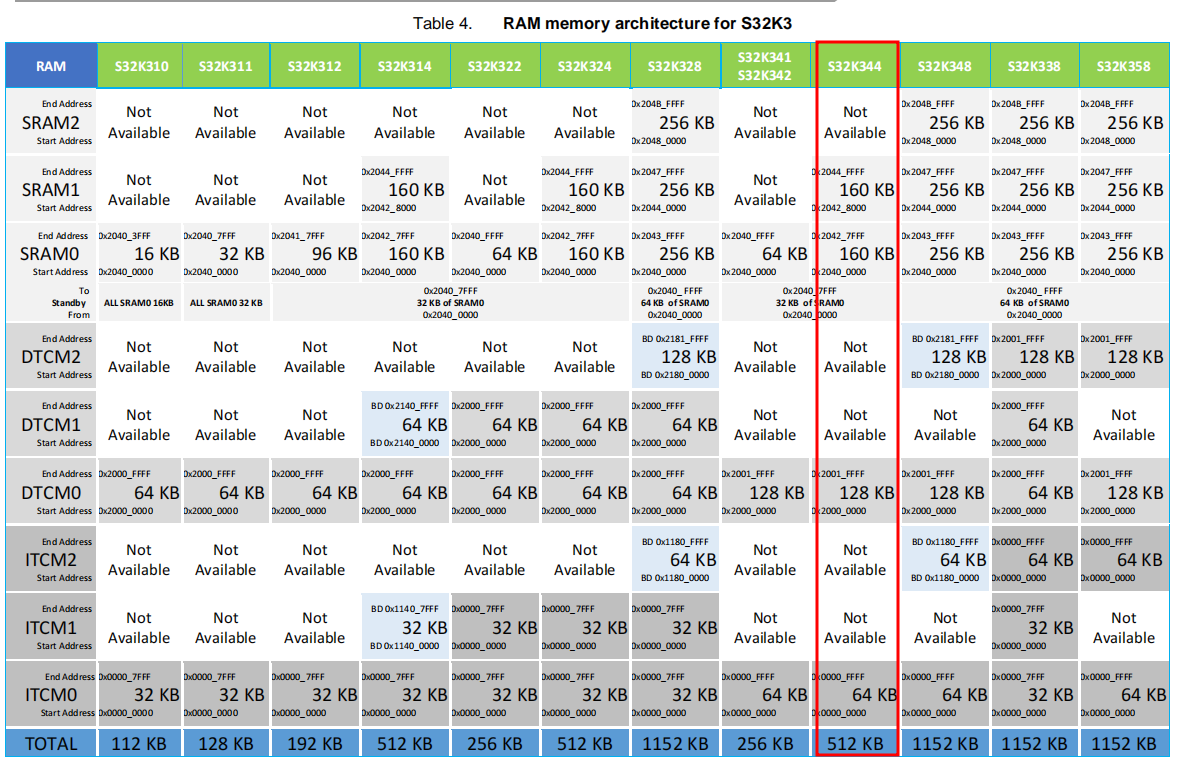 Table 4. RAM memory architecture for S32K3
RAM S32K310 S32K311 S32K312 S32K314 S32K322 S32K324 S32K328 S32K341 S32K342 S32K344 S32K348 S32K338 S32K358
End Address 0x204B_FFFF 0x204B_FFFF 0x204B_FFFF 0x204B_FFFF
SRAM2 Not Available Not Available Not Available Not Available Not Available Not Available 256 KB Not Available Not Available 256 KB 256 KB 256 KB
Start Address 0x2048_0000 0x2048_0000 0x2048_0000 0x2048_0000
End Address 0x2044_FFFF 0x2044_FFFF 0x2047_FFFF 0x2044_FFFF 0x2047_FFFF 0x2047_FFFF 0x2047_FFFF
SRAM1 Not Available Not Available Not Available 160 KB Not Available 160 KB 256 KB Not Available 160 KB 256 KB 256 KB 256 KB
Start Address 0x2042_8000 0x2042_8000 0x2044_0000 0x2042_8000 0x2044_0000 0x2044_0000 0x2044_0000
End Address 0x2040_3FFF 0x2040_7FFF 0x2041_7FFF 0x2042_7FFF 0x2040_FFFF 0x2042_7FFF 0x2043_FFFF 0x2040_FFFF 0x2042_7FFF 0x2043_FFFF 0x2043_FFFF 0x2043_FFFF
SRAM0 16 KB 32 KB 96 KB 160 KB 64 KB 160 KB 256 KB 64 KB 160 KB 256 KB 256 KB 256 KB
Start Address 0x2040_0000 0x2040_0000 0x2040_0000 0x2040_0000 0x2040_0000 0x2040_0000 0x2040_0000 0x2040_0000 0x2040_0000 0x2040_0000 0x2040_0000 0x2040_0000
To 0x2040_7FFF 0x2040_FFFF 0x2040_7FFF 0x2040_FFFF
Standby ALL SRAM0 16KB ALL SRAM0 32 KB 32 KB of SRAM0 64 KB of SRAM0 32 KB of SRAM0 64 KB of SRAM0
From 0x2040_0000 0x2040_0000 0x2040_0000 0x2040_0000
End Address BD 0x2181_FFFF BD 0x2181_FFFF 0x2001_FFFF 0x2001_FFFF
DTCM2 Not Available Not Available Not Available Not Available Not Available Not Available 128 KB Not Available Not Available 128 KB 128 KB 128 KB
Start Address BD 0x2180_0000 BD 0x2180_0000 0x2000_0000 0x2000_0000
End Address BD 0x2140_FFFF 0x2000_FFFF 0x2000_FFFF 0x2000_FFFF 0x2000_FFFF
DTCM1 Not Available Not Available Not Available 64 KB 64 KB 64 KB 64 KB Not Available Not Available Not Available 64 KB Not Available
Start Address BD 0x2140_0000 0x2000_0000 0x2000_0000 0x2000_0000 0x2000_0000
End Address 0x2000_FFFF 0x2000_FFFF 0x2000_FFFF 0x2000_FFFF 0x2000_FFFF 0x2000_FFFF 0x2000_FFFF 0x2001_FFFF 0x2001_FFFF 0x2001_FFFF 0x2000_FFFF 0x2001_FFFF
DTCM0 64 KB 64 KB 64 KB 64 KB 64 KB 64 KB 64 KB 128 KB 128 KB 128 KB 64 KB 128 KB
Start Address 0x2000_0000 0x2000_0000 0x2000_0000 0x2000_0000 0x2000_0000 0x2000_0000 0x2000_0000 0x2000_0000 0x2000_0000 0x2000_0000 0x2000_0000 0x2000_0000
End Address BD 0x1180_FFFF BD 0x1180_FFFF 0x0000_FFFF 0x0000_FFFF
ITCM2 Not Available Not Available Not Available Not Available Not Available Not Available 64 KB Not Available Not Available 64 KB 64 KB 64 KB
Start Address BD 0x1180_0000 BD 0x1180_0000 0x0000_0000 0x0000_0000
End Address BD 0x1140_7FFF 0x0000_7FFF 0x0000_7FFF 0x0000_7FFF 0x0000_7FFF
ITCM1 Not Available Not Available Not Available 32 KB 32 KB 32 KB 32 KB Not Available Not Available Not Available 32 KB Not Available
Start Address BD 0x1140_0000 0x0000_0000 0x0000_0000 0x0000_0000 0x0000_0000
End Address 0x0000_7FFF 0x0000_7FFF 0x0000_7FFF 0x0000_7FFF 0x0000_7FFF 0x0000_7FFF 0x0000_7FFF 0x0000_FFFF 0x0000_FFFF 0x0000_FFFF 0x0000_7FFF 0x0000_FFFF
ITCM0 32 KB 32 KB 32 KB 32 KB 32 KB 32 KB 32 KB 64 KB 64 KB 64 KB 32 KB 64 KB
Start Address 0x0000_0000 0x0000_0000 0x0000_0000 0x0000_0000 0x0000_0000 0x0000_0000 0x0000_0000 0x0000_0000 0x0000_0000 0x0000_0000 0x0000_0000 0x0000_0000
TOTAL 112 KB 128 KB 192 KB 512 KB 256 KB 512 KB 1152 KB 256 KB 512 KB 1152 KB 1152 KB 1152 KB